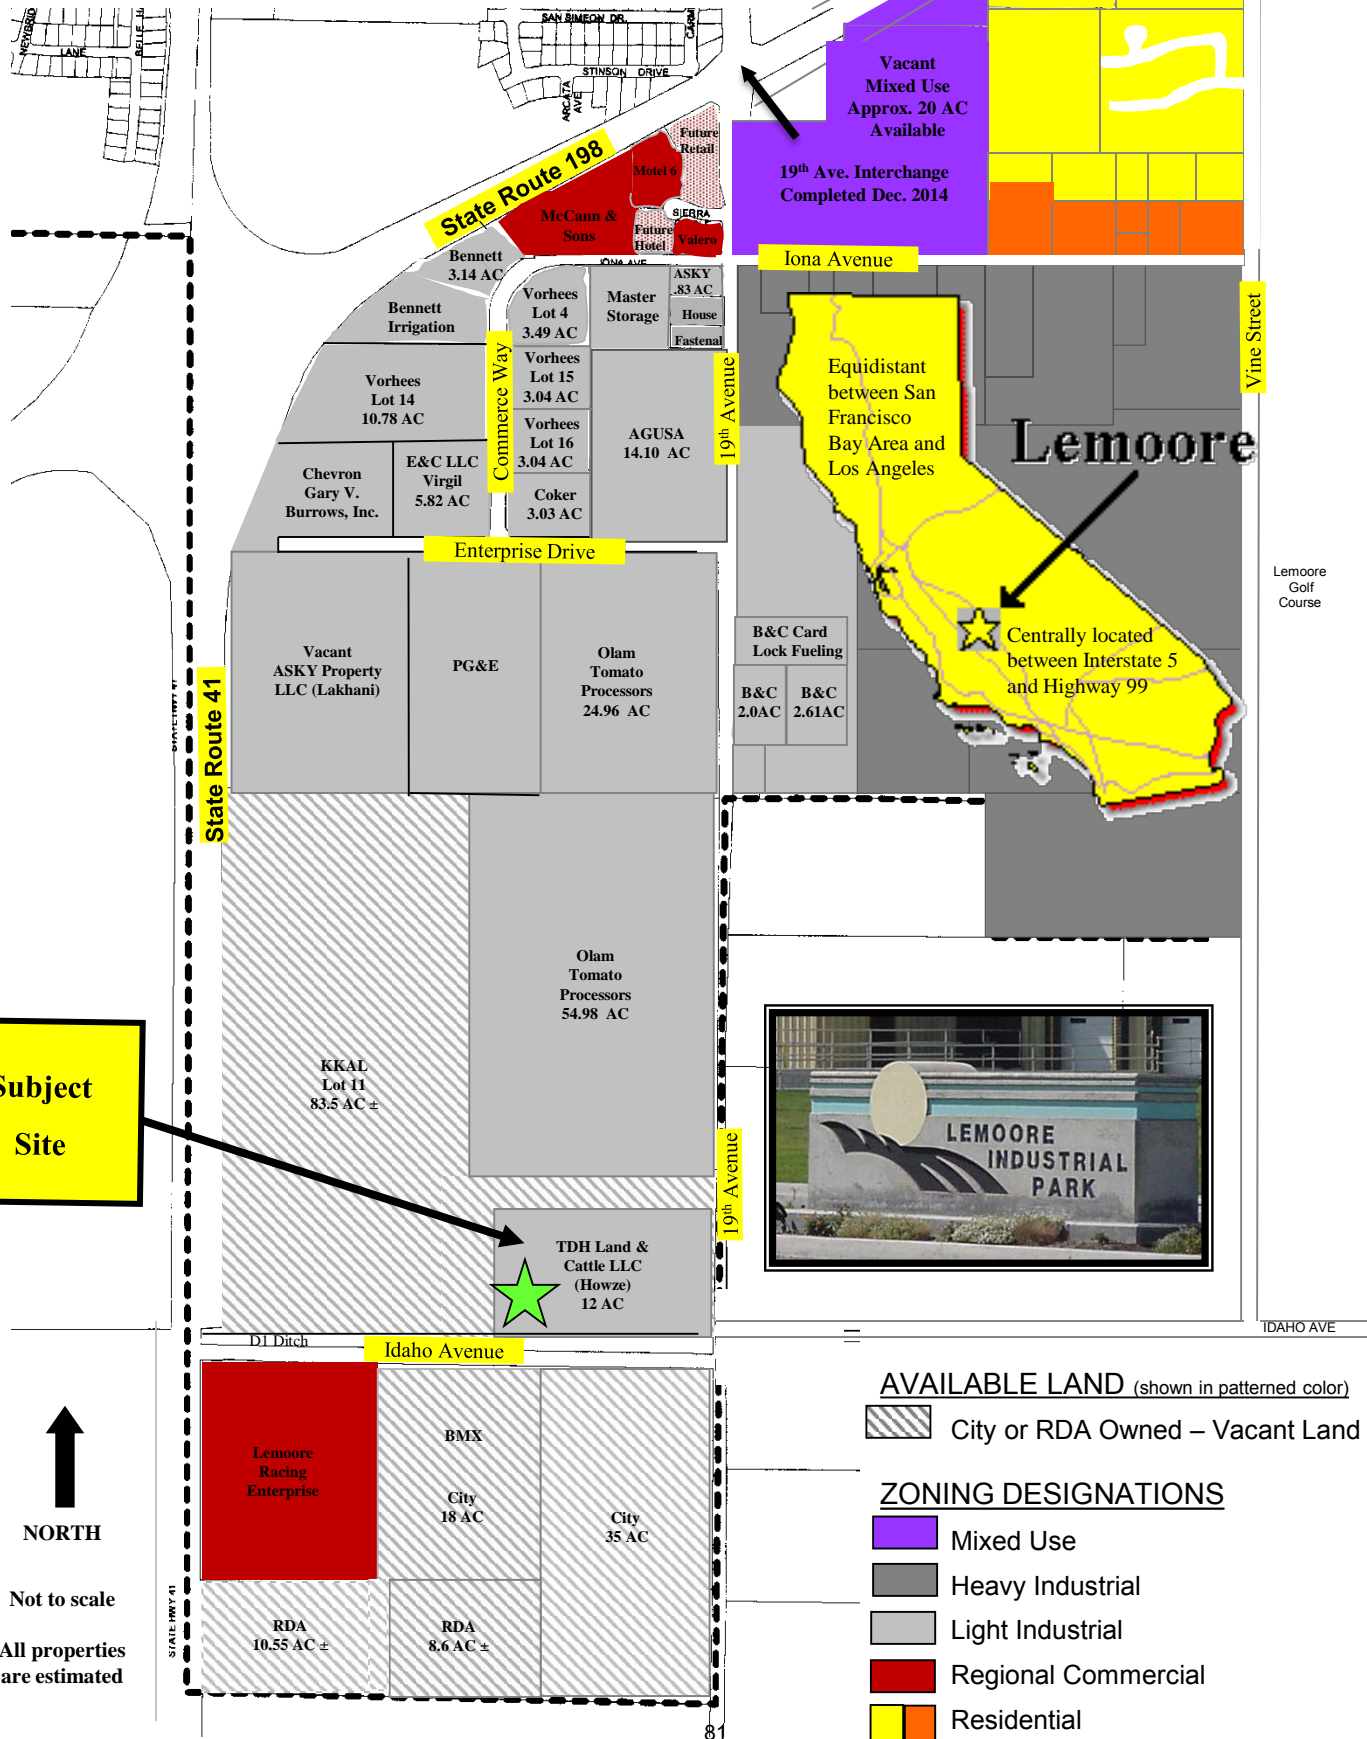 SAN SIMEON DR.
LANE
STINSON DRIVE
ARCATA
AVE
Vacant
Mixed Use
Approx. 20 AC
Available
19th Ave. Interchange
Completed Dec. 2014
State Route 198
Future
Retail
Motel 6
McCann &
Sons
SIERRA
Future
Hotel
Valero
IONA AVE
Iona Avenue
Bennett
3.14 AC
Bennett
Irrigation
Vorhees
Lot 4
3.49 AC
Master
Storage
ASKY
.83 AC
House
Fastenal
Vine Street
Commerce Way
Vorhees
Lot 14
10.78 AC
Vorhees
Lot 15
3.04 AC
Vorhees
Lot 16
3.04 AC
AGUSA
14.10 AC
19th Avenue
Equidistant
between San
Francisco
Bay Area and
Los Angeles
Lemoore
Chevron
Gary V.
Burrows, Inc.
E&C LLC
Virgil
5.82 AC
Coker
3.03 AC
Enterprise Drive
Lemoore
Golf
Course
Vacant
ASKY Property
LLC (Lakhani)
PG&E
Olam
Tomato
Processors
24.96 AC
B&C Card
Lock Fueling
B&C
2.0AC
B&C
2.61AC
Centrally located
between Interstate 5
and Highway 99
State Route 41
Olam
Tomato
Processors
54.98 AC
KKAL
Lot 11
83.5 AC ±
Subject
Site
LEMOORE
INDUSTRIAL
PARK
19th Avenue
TDH Land &
Cattle LLC
(Howze)
12 AC
D1 Ditch
Idaho Avenue
IDAHO AVE
Lemoore
Racing
Enterprise
BMX
City
18 AC
City
35 AC
RDA
10.55 AC ±
RDA
8.6 AC ±
STATE HWY 41
NORTH
Not to scale
All properties
are estimated
AVAILABLE LAND (shown in patterned color)
City or RDA Owned – Vacant Land
ZONING DESIGNATIONS
Mixed Use
Heavy Industrial
Light Industrial
Regional Commercial
Residential
81